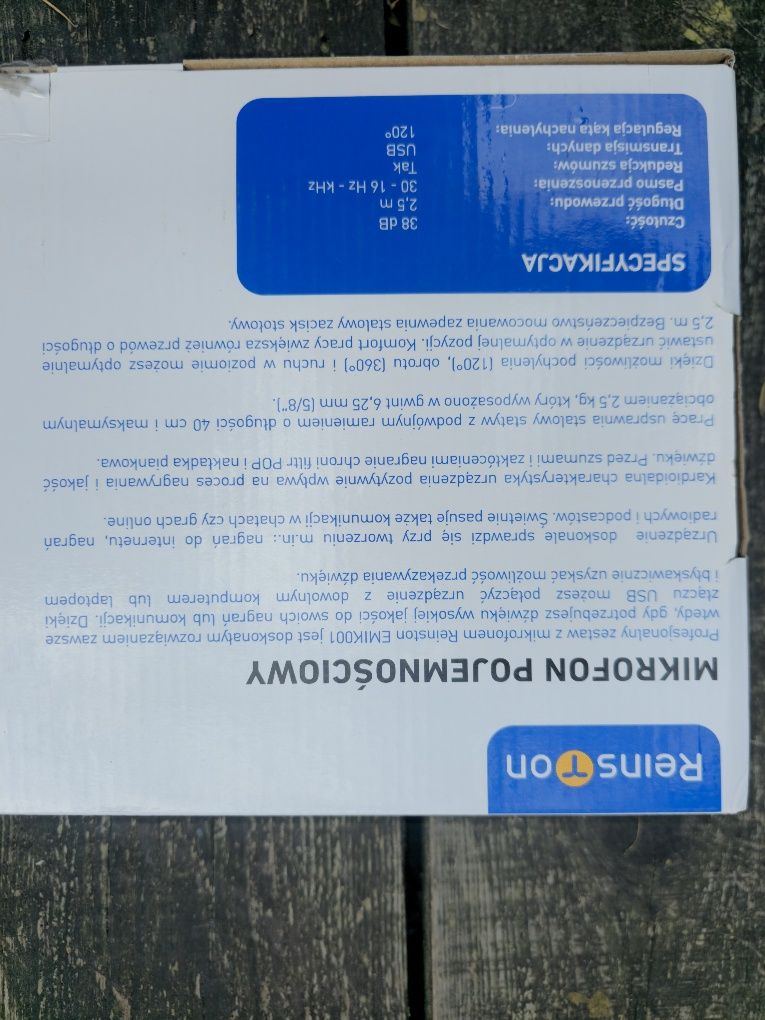 Reinston
MIKROFON POJEMNOŚCIOWY
Profesjonalny zestaw z mikrofonem Reinston EMIK001 jest doskonałym rozwiązaniem zawsze
wtedy, gdy potrzebujesz dźwięku wysokiej jakości do swoich nagrań lub komunikacji. Dzięki
złączu USB możesz połączyć urządzenie z dowolnym komputerem lub laptopem
i błyskawicznie uzyskać możliwość przekazywania dźwięku.
Urządzenie doskonale sprawdzi się przy tworzeniu m.in.: nagrań do internetu, nagrań
radiowych i podcastów. Świetnie pasuje także komunikacji w chatach czy grach online.
Kardioidalna charakterystyka urządzenia pozytywnie wpływa na proces nagrywania i jakość
dźwięku. Przed szumami i zakłóceniami nagranie chroni filtr POP i nakładka piankowa.
Pracę usprawnia stalowy statyw z podwójnym ramieniem o długości 40 cm i maksymalnym
obciążaniem 2,5 kg, który wyposażono w gwint 6,25 mm (5/8").
Dzięki możliwości pochylenia (120º), obrotu (360º) i ruchu w poziomie możesz optymalnie
ustawić urządzenie w optymalnej pozycji. Komfort pracy zwiększa również przewód o długości
2,5 m. Bezpieczeństwo mocowania zapewnia stalowy zacisk stołowy.
SPECYFIKACJA
Czułość: 38 dB
Długość przewodu: 2,5 m
Pasmo przenoszenia: 30 - 16 Hz - kHz
Redukcja szumów: Tak
Transmisja danych: USB
Regulacja kąta nachylenia: 120º